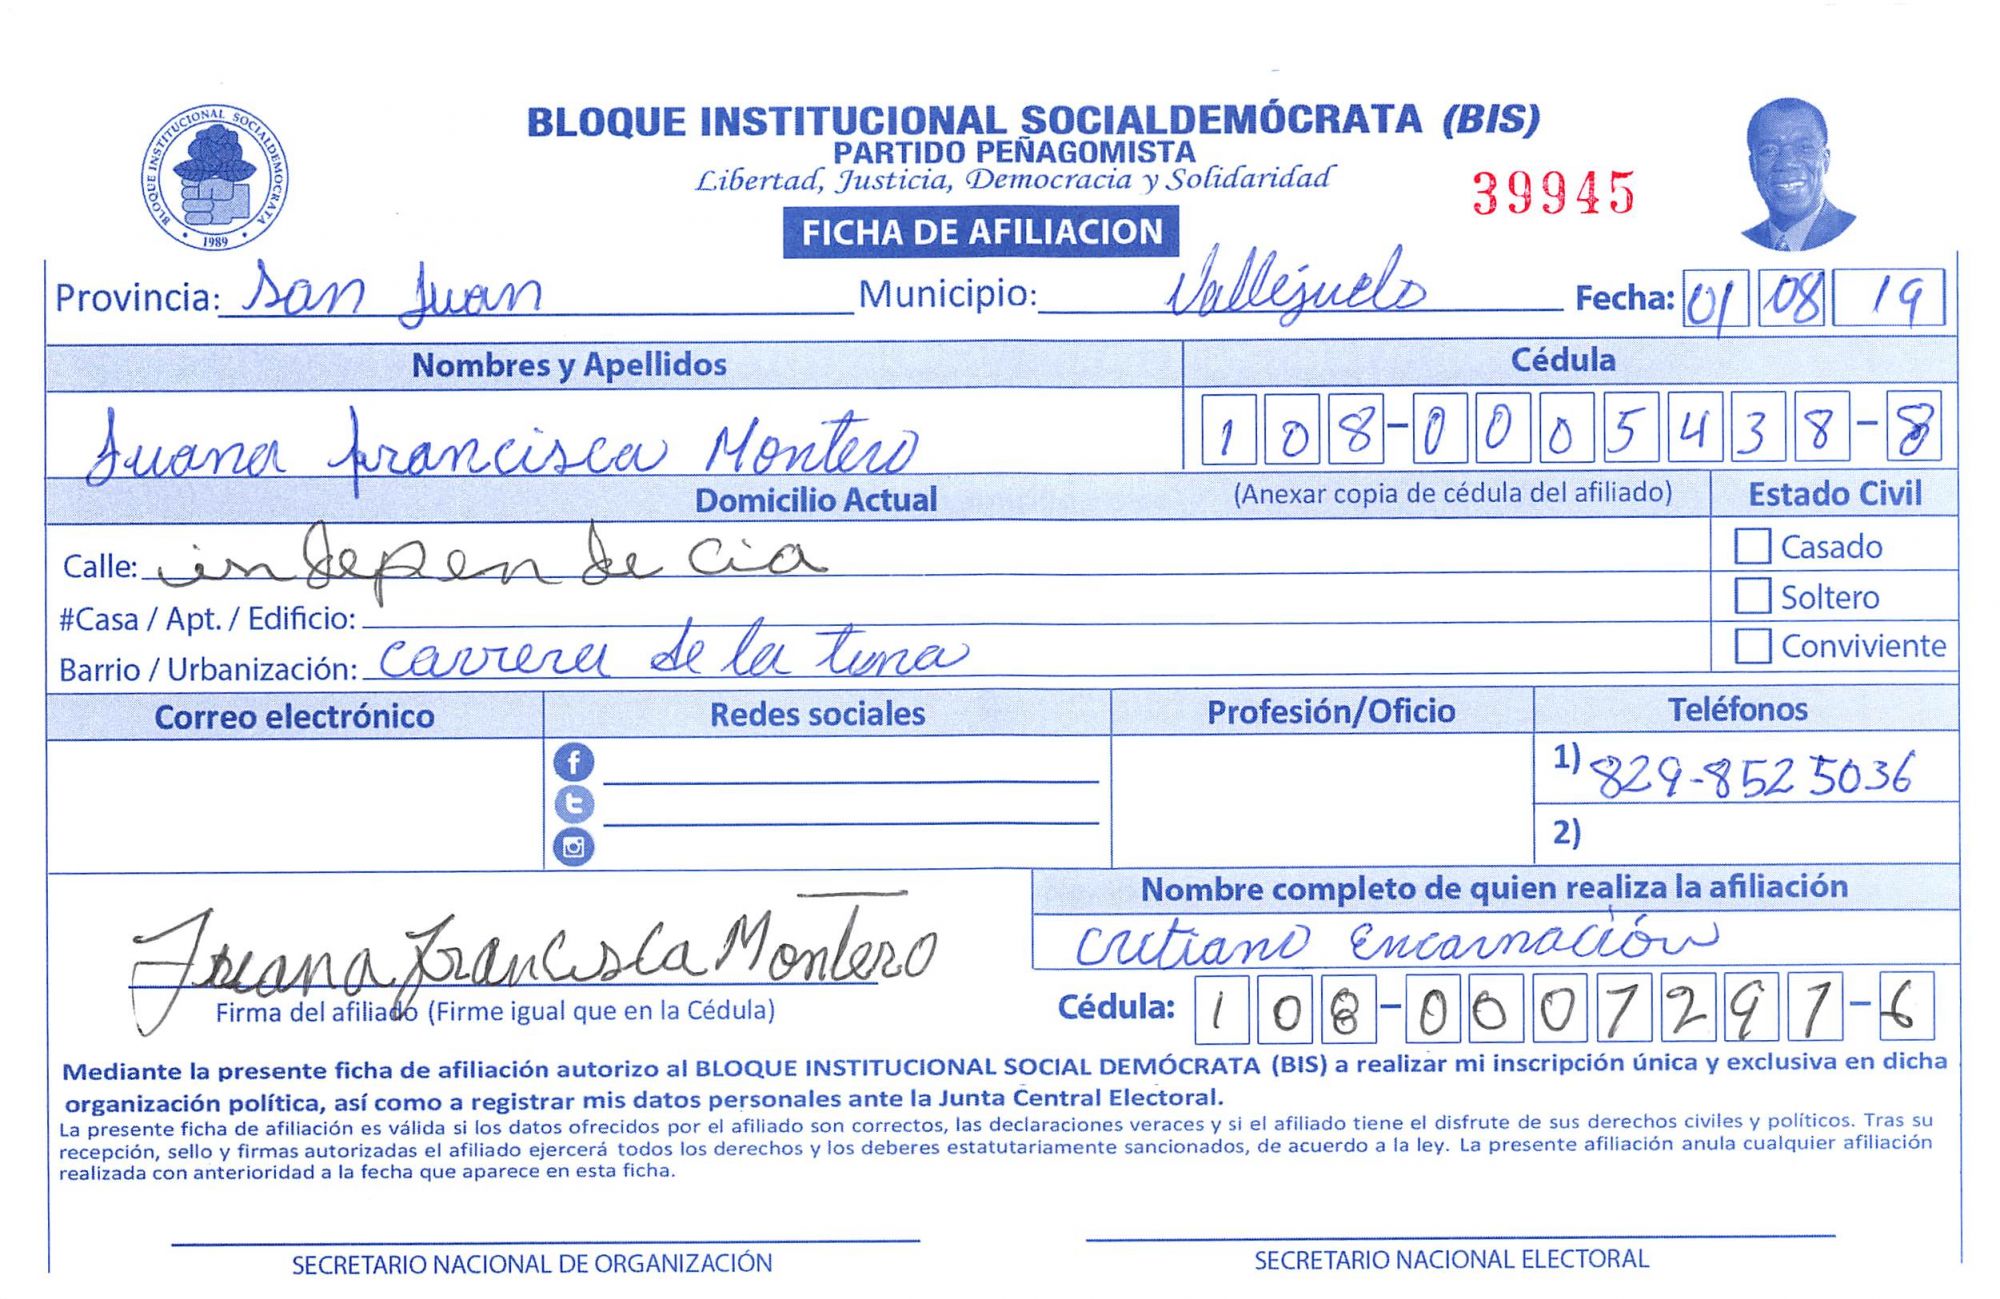 BLOQUE INSTITUCIONAL SOCIALDEMOCRATA
1989
BLOQUE INSTITUCIONAL SOCIALDEMÓCRATA (BIS)
PARTIDO PEÑAGOMISTA
Libertad, Justicia, Democracia y Solidaridad
39945
FICHA DE AFILIACION
Provincia: San Juan Municipio: Vallejuelo Fecha: 01 08 19
Nombres y Apellidos Cédula
Juana francisca Montero 108-0005438-8
Domicilio Actual (Anexar copia de cédula del afiliado) Estado Civil
Calle: independecia Casado
#Casa / Apt. / Edificio: Soltero
Barrio / Urbanización: carrera de la tuna Conviviente
Correo electrónico Redes sociales Profesión/Oficio Teléfonos
1) 829-852 5036
2)
Nombre completo de quien realiza la afiliación
Juana Francisca Montero Critiano Encarnación
Firma del afiliado (Firme igual que en la Cédula) Cédula: 108-0007297-6
Mediante la presente ficha de afiliación autorizo al BLOQUE INSTITUCIONAL SOCIAL DEMÓCRATA (BIS) a realizar mi inscripción única y exclusiva en dicha
organización política, así como a registrar mis datos personales ante la Junta Central Electoral.
La presente ficha de afiliación es válida si los datos ofrecidos por el afiliado son correctos, las declaraciones veraces y si el afiliado tiene el disfrute de sus derechos civiles y políticos. Tras su
recepción, sello y firmas autorizadas el afiliado ejercerá todos los derechos y los deberes estatutariamente sancionados, de acuerdo a la ley. La presente afiliación anula cualquier afiliación
realizada con anterioridad a la fecha que aparece en esta ficha.
SECRETARIO NACIONAL DE ORGANIZACIÓN SECRETARIO NACIONAL ELECTORAL